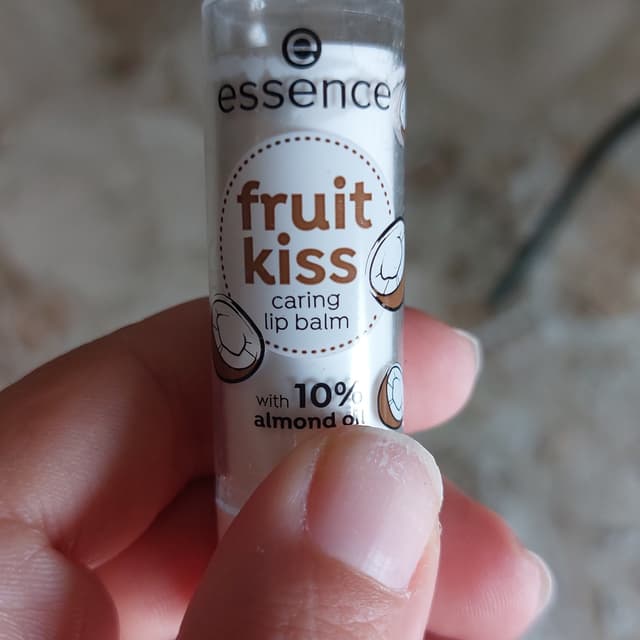 e
essence
fruit
kiss
caring
lip balm
with 10%
almond oil